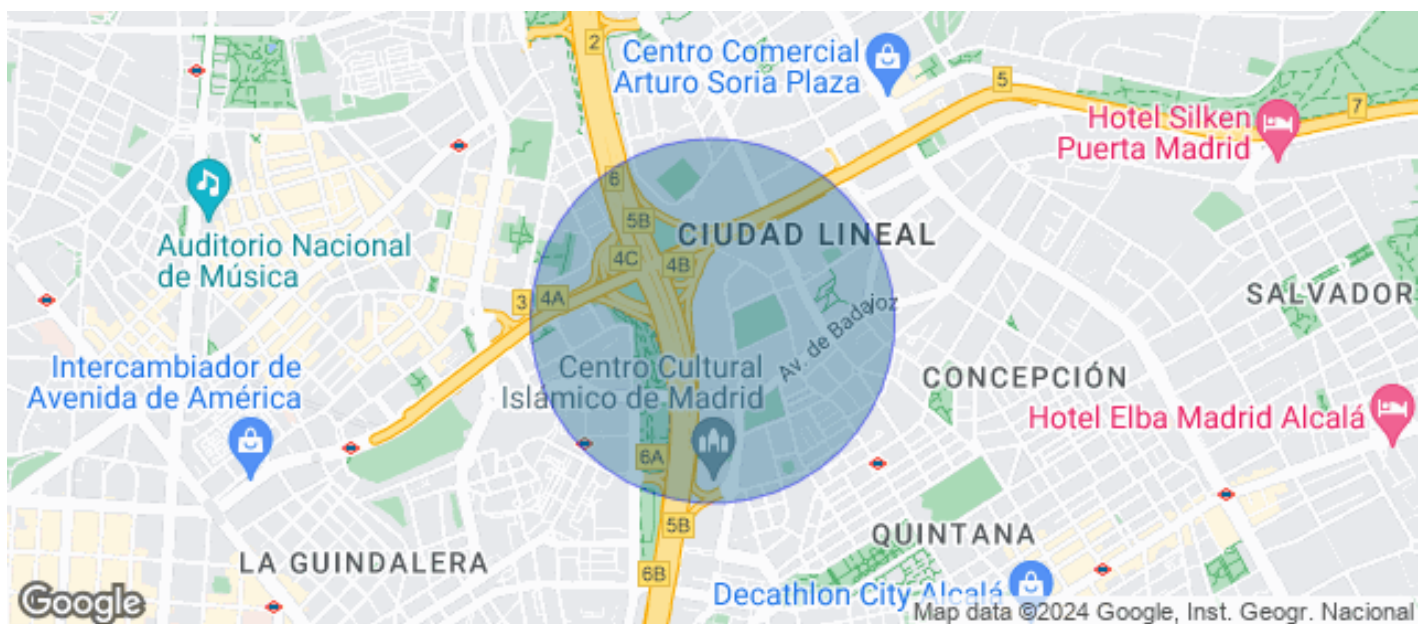 2
Centro Comercial
Arturo Soria Plaza
5
7
Hotel Silken
Puerta Madrid
6
5B
CIUDAD LINEAL
Auditorio Nacional
de Música
4C
4B
3
4A
SALVADOR
Av. de Badajoz
Intercambiador de
Avenida de América
Centro Cultural
Islámico de Madrid
CONCEPCIÓN
Hotel Elba Madrid Alcalá
6A
5B
QUINTANA
LA GUINDALERA
6B
Decathlon City Alcalá
Google
Map data ©2024 Google, Inst. Geogr. Nacional